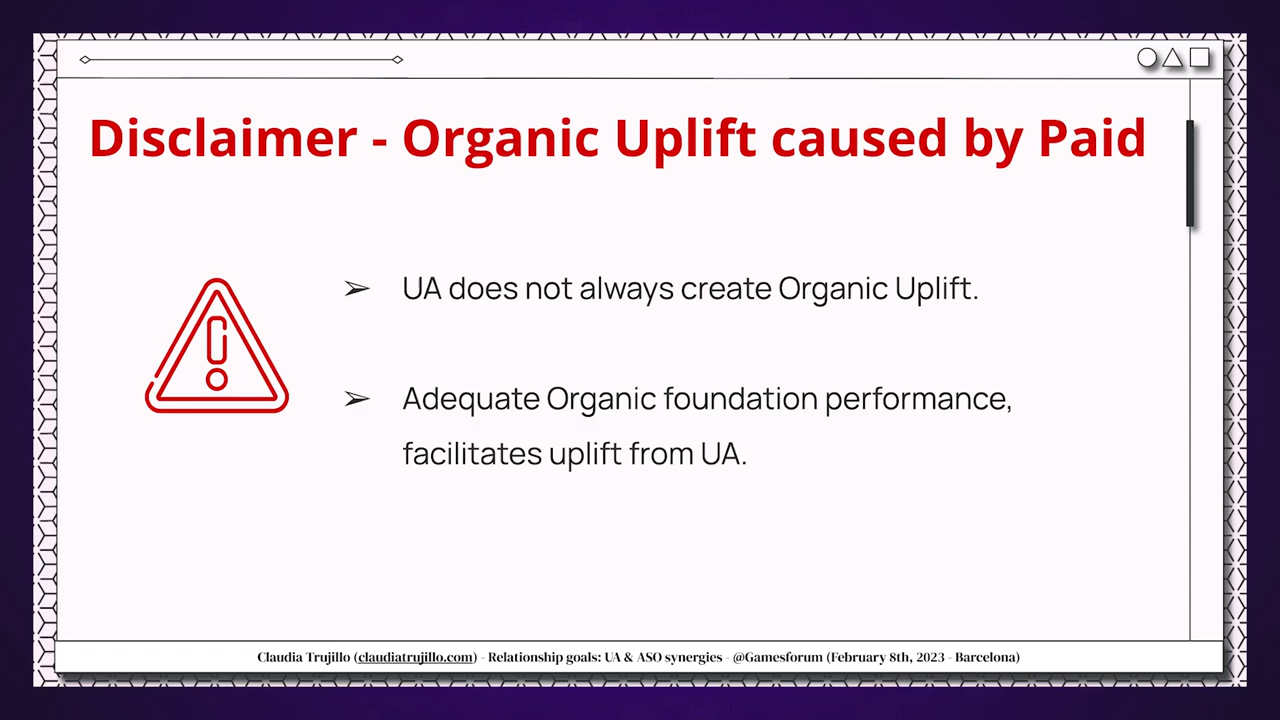 Disclaimer - Organic Uplift caused by Paid
➢ UA does not always create Organic Uplift.
➢ Adequate Organic foundation performance,
facilitates uplift from UA.
Claudia Trujillo (claudiatrujillo.com) - Relationship goals: UA & ASO synergies - @Gamesforum (February 8th, 2023 - Barcelona)